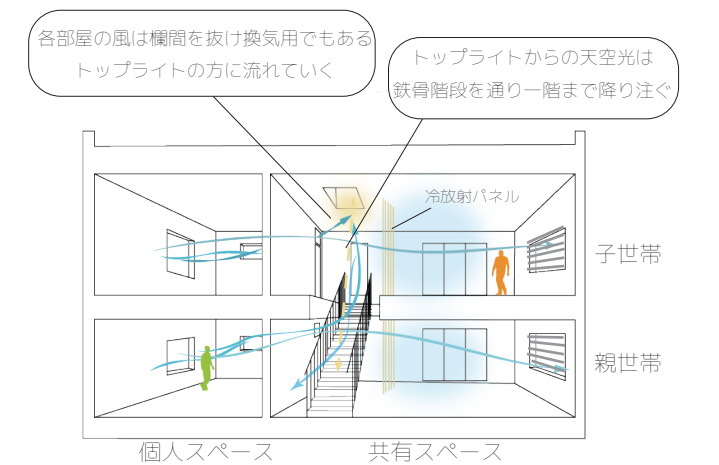 各部屋の風は欄間を抜け換気用でもある
トップライトの方に流れていく
トップライトからの天空光は
鉄骨階段を通り一階まで降り注ぐ
冷放射パネル
子世帯
親世帯
個人スペース
共有スペース